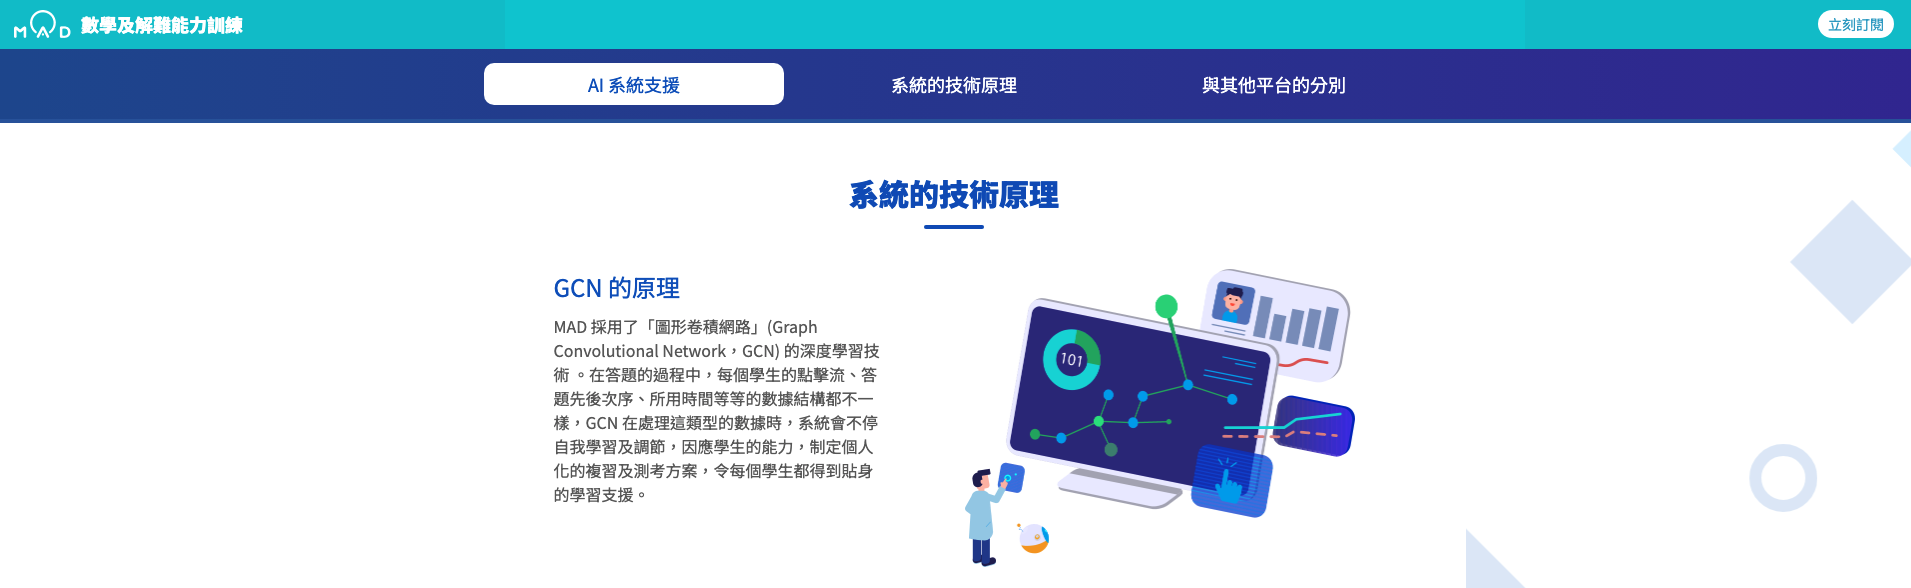 MAD 數學及解難能力訓練
立刻訂閱
AI 系統支援
系統的技術原理
與其他平台的分別
系統的技術原理
GCN 的原理
MAD 採用了「圖形卷積網路」(Graph
Convolutional Network，GCN) 的深度學習技
術 。在答題的過程中，每個學生的點擊流、答
題先後次序、所用時間等等的數據結構都不一
樣，GCN 在處理這類型的數據時，系統會不停
自我學習及調節，因應學生的能力，制定個人
化的複習及測考方案，令每個學生都得到貼身
的學習支援。
101